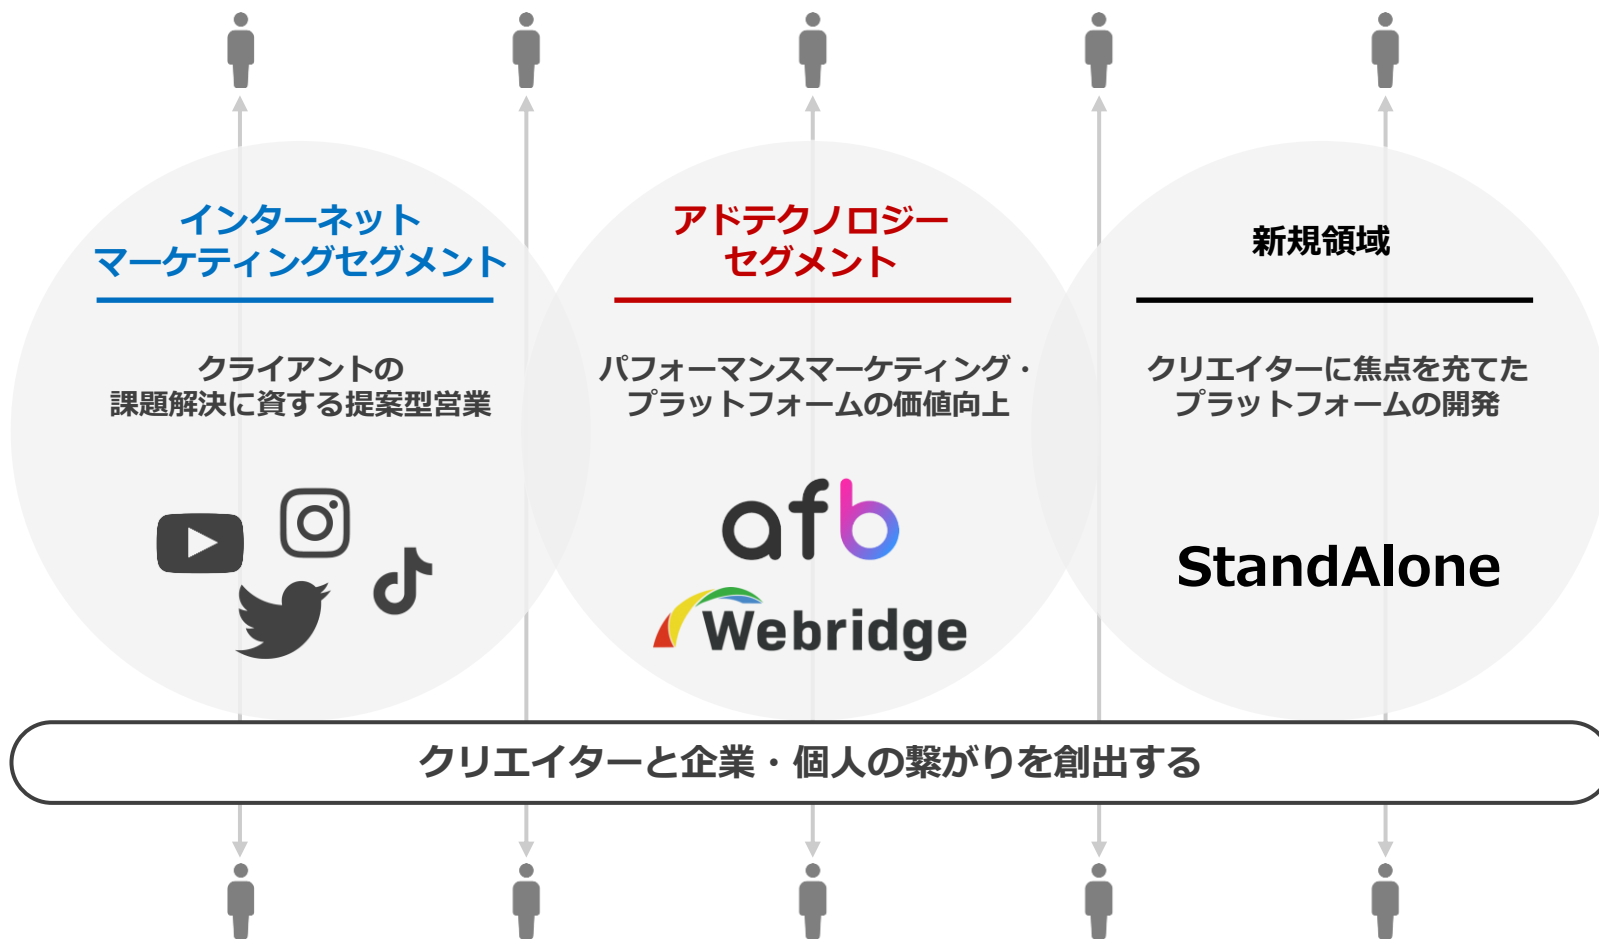 インターネット
マーケティングセグメント
クライアントの
課題解決に資する提案型営業
アドテクノロジー
セグメント
パフォーマンスマーケティング・
プラットフォームの価値向上
afb
Webridge
新規領域
クリエイターに焦点を充てた
プラットフォームの開発
StandAlone
クリエイターと企業・個人の繋がりを創出する